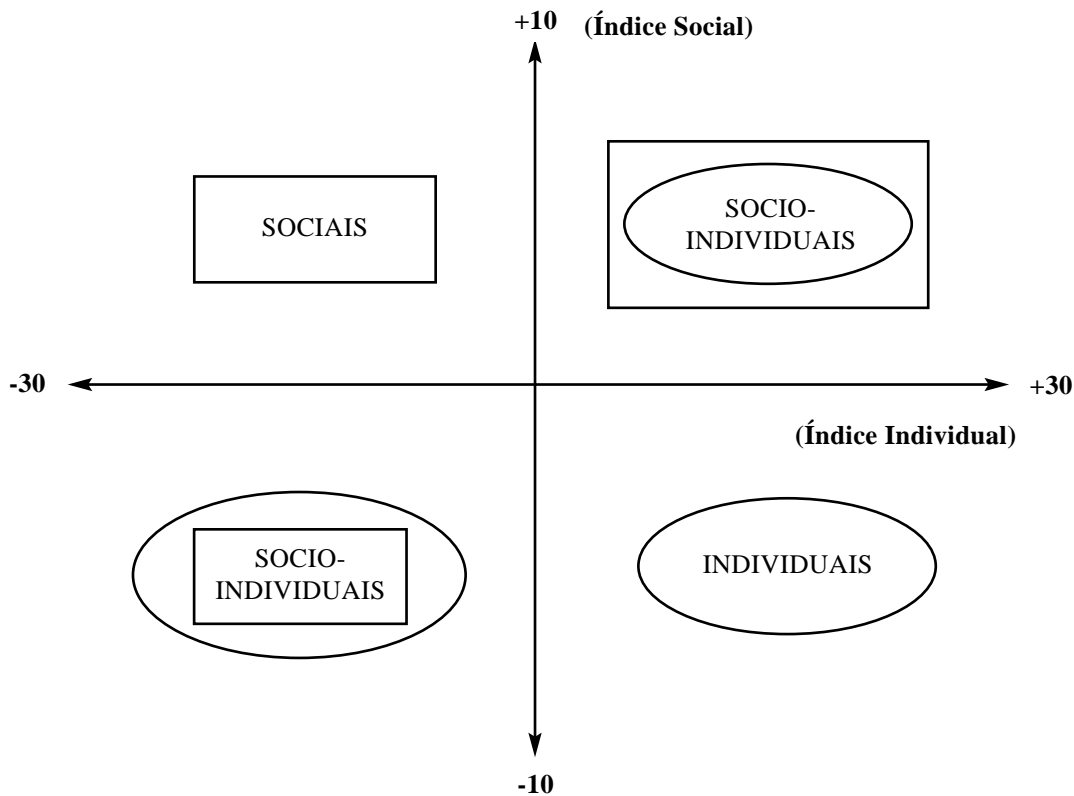 +10 (Índice Social)
SOCIAIS
SOCIO-
INDIVIDUAIS
-30
+30
(Índice Individual)
SOCIO-
INDIVIDUAIS
INDIVIDUAIS
-10